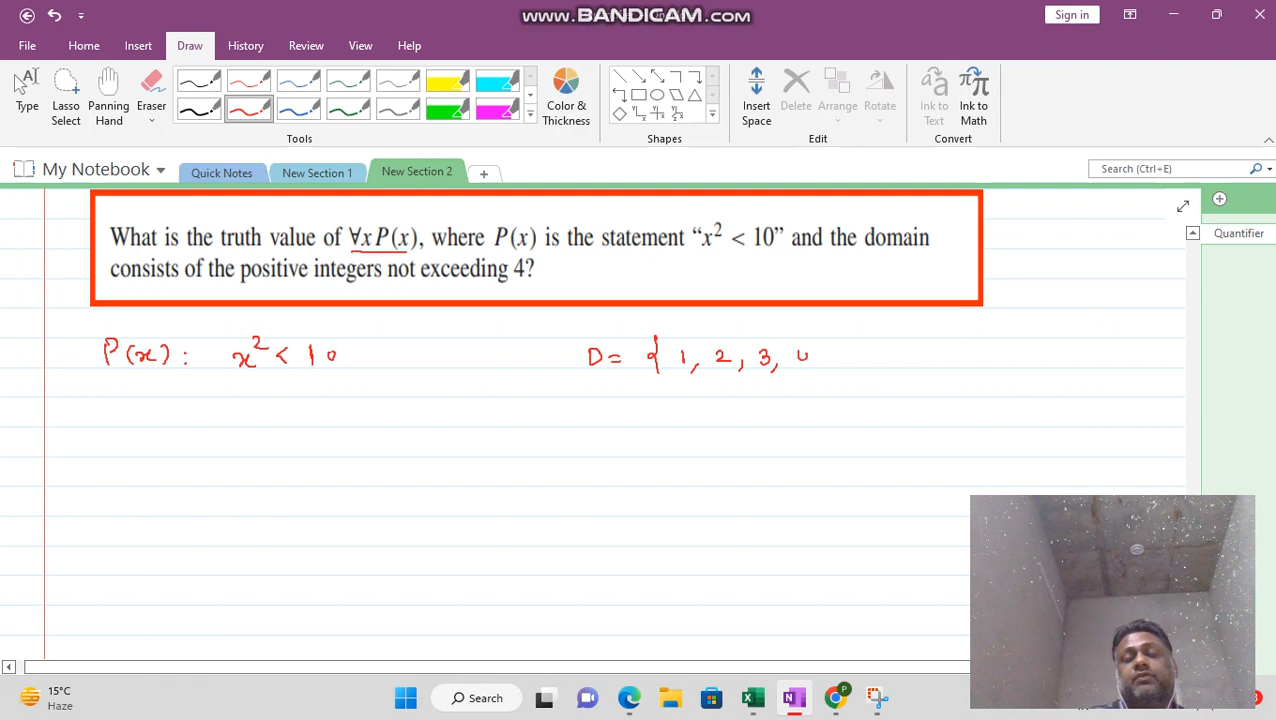 www.BANDICAM.com
Sign in
File Home Insert Draw History Review View Help
Type Lasso Select Panning Hand Eraser Color & Thickness Insert Space Delete Arrange Rotate Ink to Text Ink to Math
Tools Shapes Edit Convert
My Notebook Quick Notes New Section 1 New Section 2 + Search (Ctrl+E)
What is the truth value of ∀xP(x), where P(x) is the statement “x² < 10” and the domain
consists of the positive integers not exceeding 4?
Quantifier
P(x): x² < 10 D = { 1, 2, 3, 4
15°C
Haze
Search